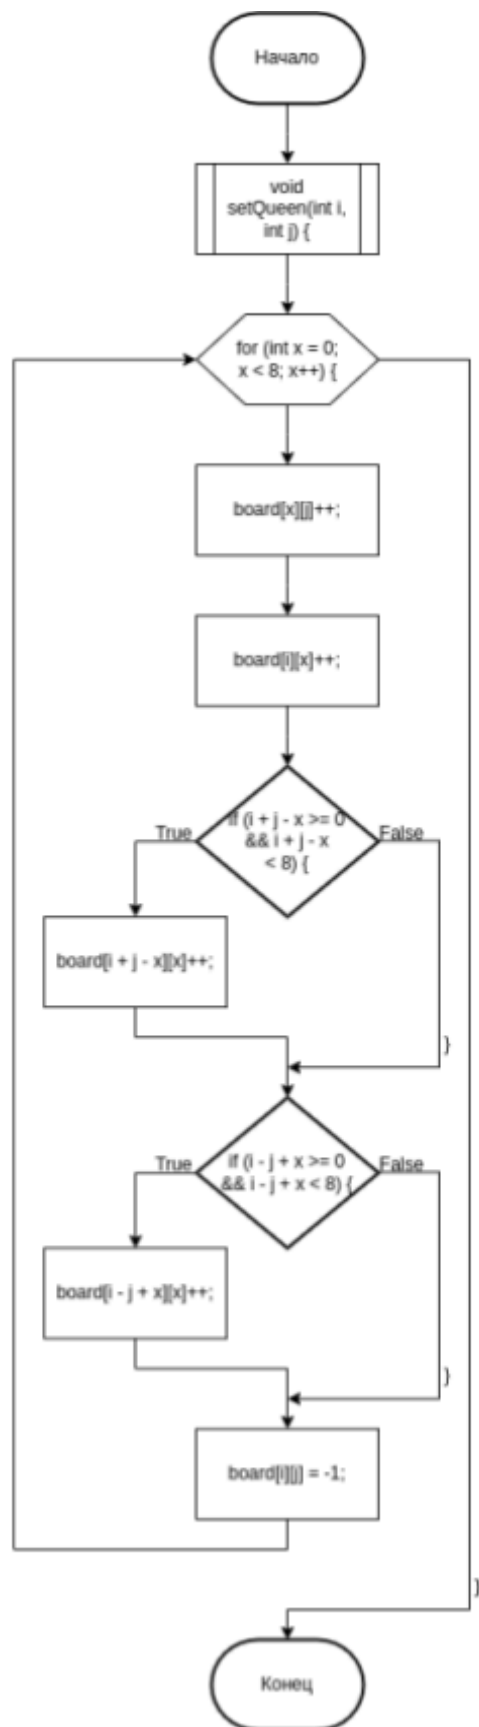 Начало
void
setQueen(int i,
int j) {
for (int x = 0;
x < 8; x++) {
board[x][j]++;
board[i][x]++;
if (i + j - x >= 0
&& i + j - x
< 8) {
True
False
board[i + j - x][x]++;
}
if (i - j + x >= 0
&& i - j + x < 8) {
True
False
board[i - j + x][x]++;
}
board[i][j] = -1;
}
Конец